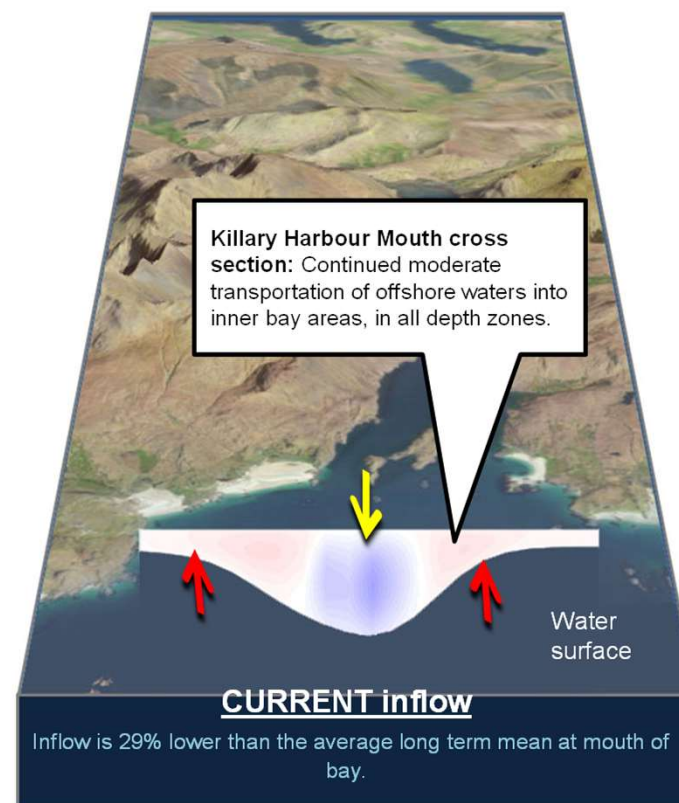 Killary Harbour Mouth cross
section: Continued moderate
transportation of offshore waters into
inner bay areas, in all depth zones.
Water
surface
CURRENT inflow
Inflow is 29% lower than the average long term mean at mouth of
bay.